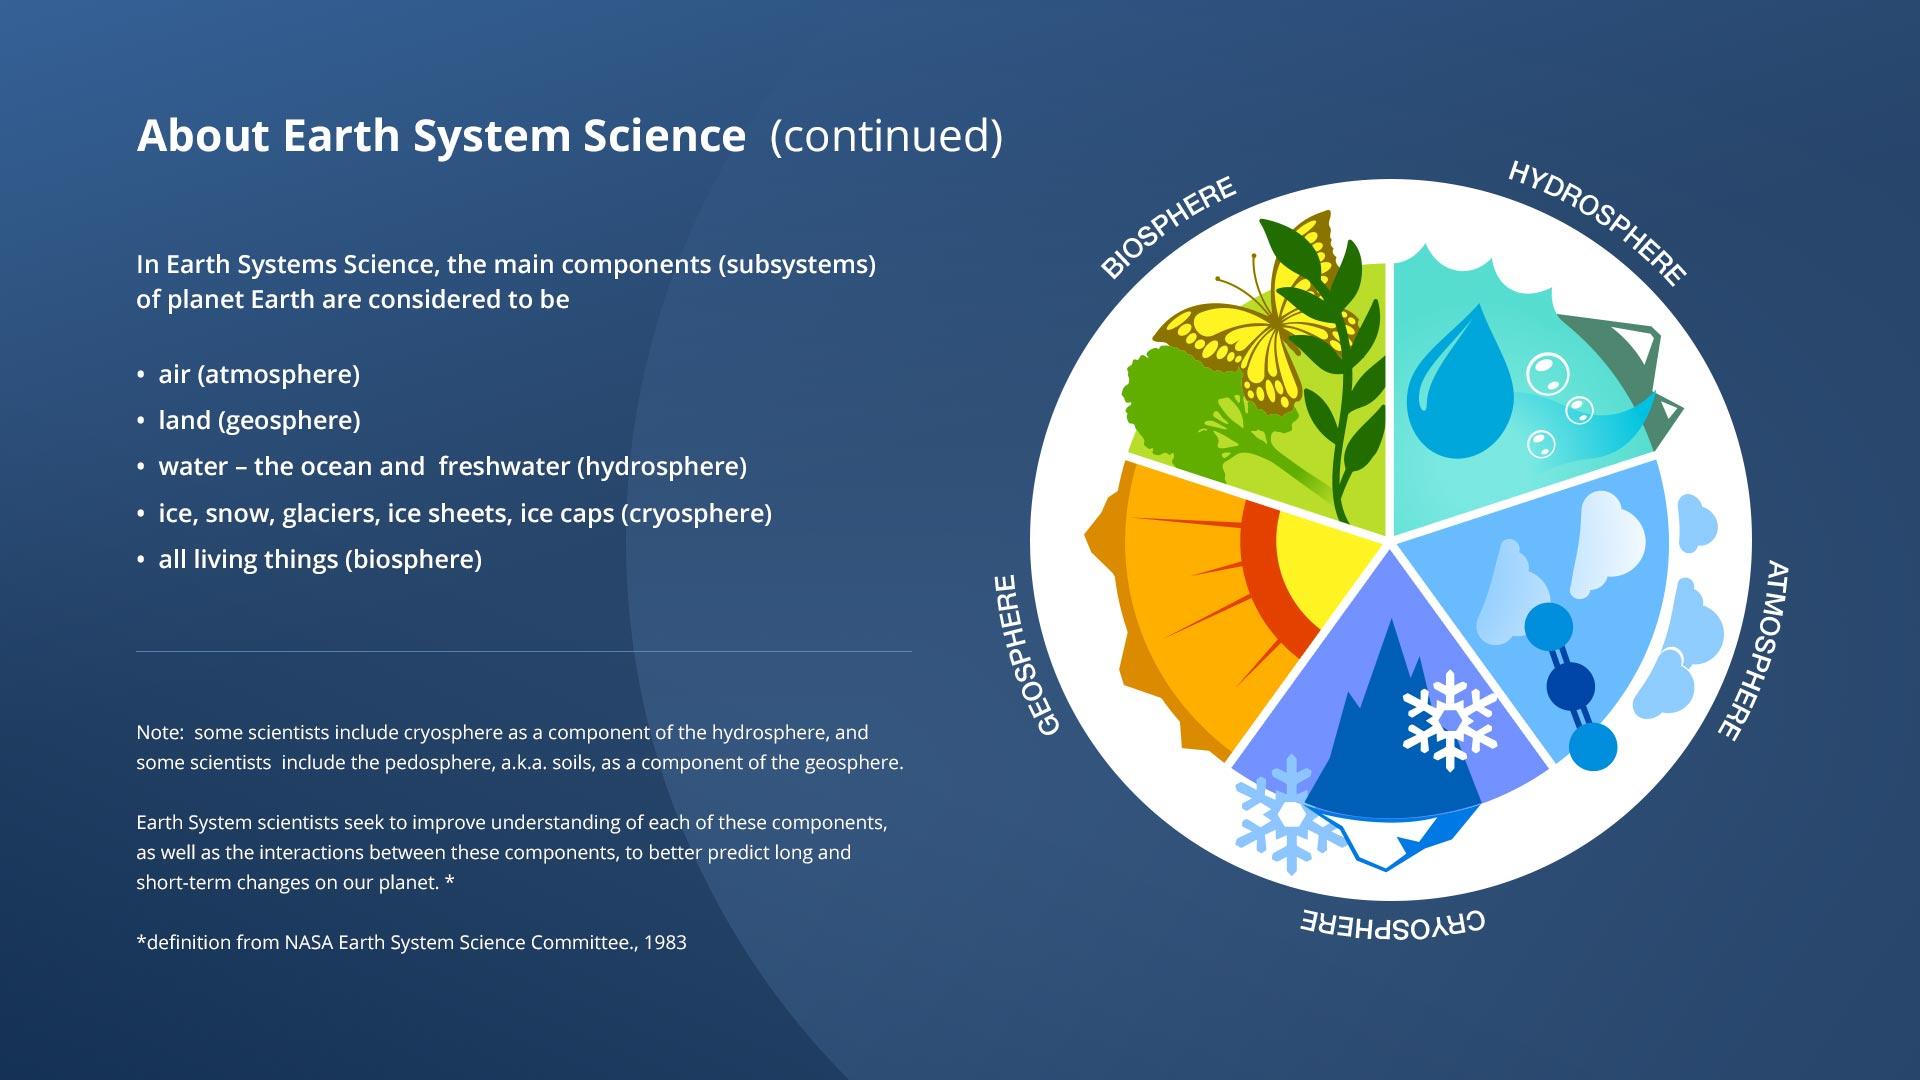 About Earth System Science  (continued)
In Earth Systems Science, the main components (subsystems)
of planet Earth are considered to be
• air (atmosphere)
• land (geosphere)
• water – the ocean and  freshwater (hydrosphere)
• ice, snow, glaciers, ice sheets, ice caps (cryosphere)
• all living things (biosphere)
Note:  some scientists include cryosphere as a component of the hydrosphere, and
some scientists  include the pedosphere, a.k.a. soils, as a component of the geosphere.
Earth System scientists seek to improve understanding of each of these components,
as well as the interactions between these components, to better predict long and
short-term changes on our planet. *
*definition from NASA Earth System Science Committee., 1983
BIOSPHERE
HYDROSPHERE
ATMOSPHERE
CRYOSPHERE
GEOSPHERE